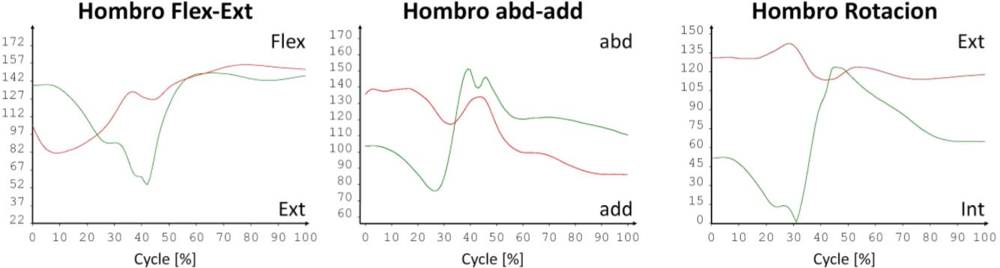 Hombro Flex-Ext
Flex
172
157
142
127
112
97
82
67
52
37
22
Ext
0 10 20 30 40 50 60 70 80 90 100
Cycle [%]
Hombro abd-add
abd
170
160
150
140
130
120
110
100
90
80
70
60
add
0 10 20 30 40 50 60 70 80 90 100
Cycle [%]
Hombro Rotacion
Ext
150
135
120
105
90
75
60
45
30
15
0
Int
0 10 20 30 40 50 60 70 80 90 100
Cycle [%]